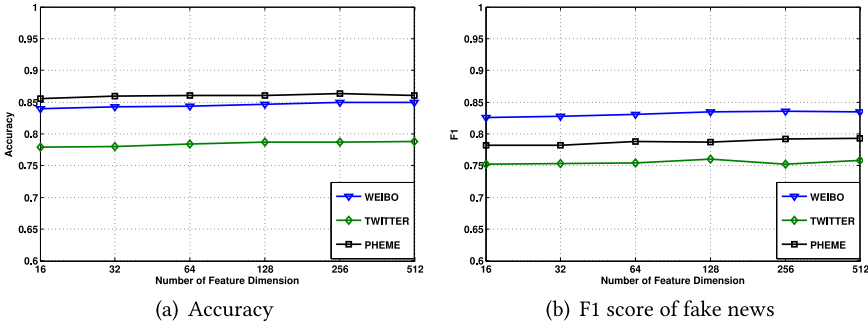 1
0.95
0.9
0.85
0.8
0.75
0.7
0.65
0.6
Accuracy
16 32 64 128 256 512
Number of Feature Dimension
WEIBO
TWITTER
PHEME
(a) Accuracy
1
0.95
0.9
0.85
0.8
0.75
0.7
0.65
0.6
F1
16 32 64 128 256 512
Number of Feature Dimension
WEIBO
TWITTER
PHEME
(b) F1 score of fake news